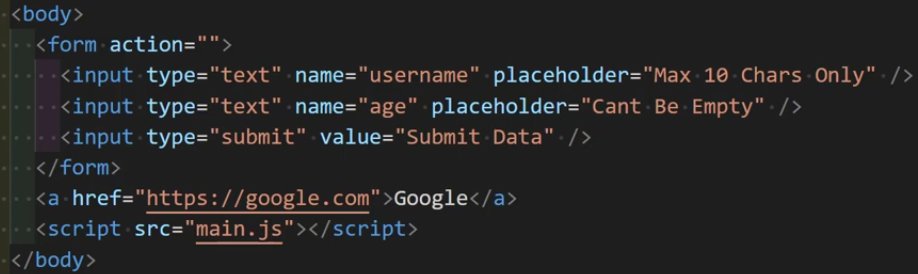 <body>
<form action="">
<input type="text" name="username" placeholder="Max 10 Chars Only" />
<input type="text" name="age" placeholder="Cant Be Empty" />
<input type="submit" value="Submit Data" />
</form>
<a href="https://google.com">Google</a>
<script src="main.js"></script>
</body>